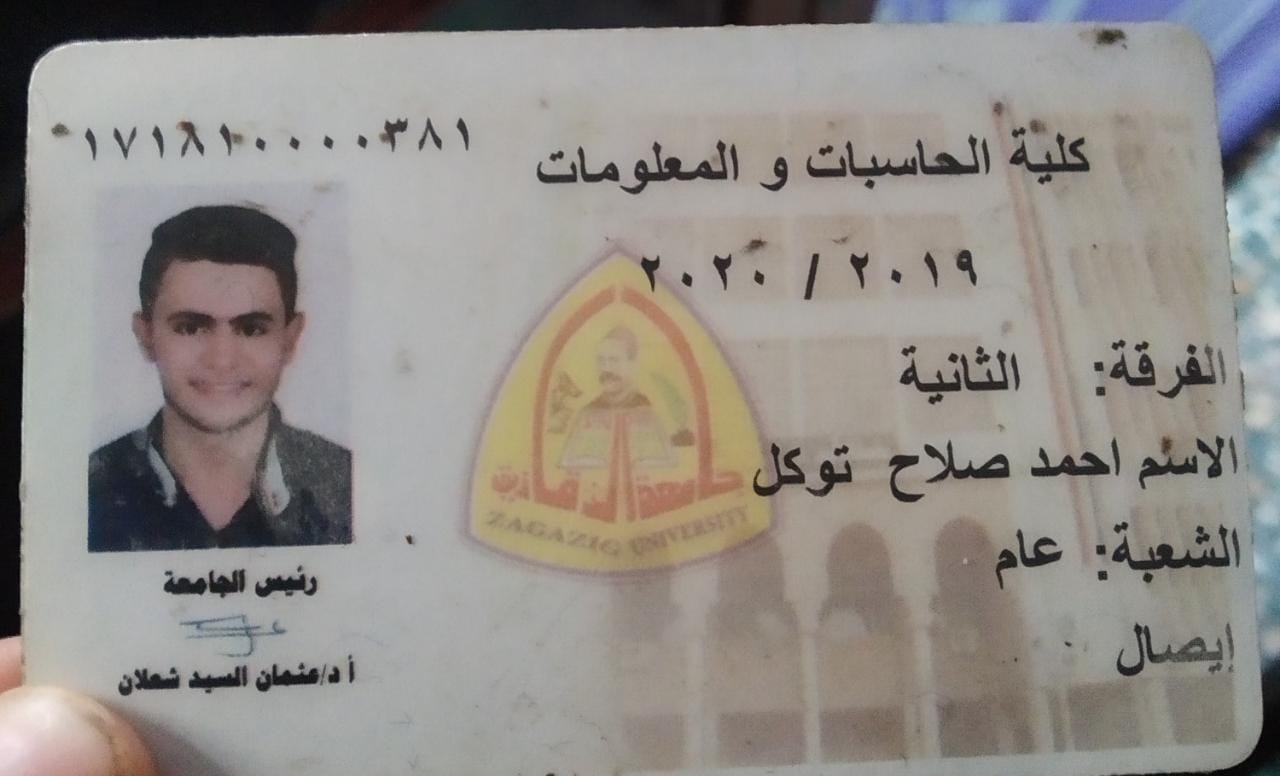 كلية الحاسبات و المعلومات
١٧١٨١٠٠٠٠٣٨١
٢٠١٩ / ٢٠٢٠
الفرقة: الثانية
الاسم احمد صلاح توكل
الشعبة: عام
إيصال
جامعة الزقازيق
ZAGAZIG UNIVERSITY
رئيس الجامعة
أ د/عثمان السيد شعلان